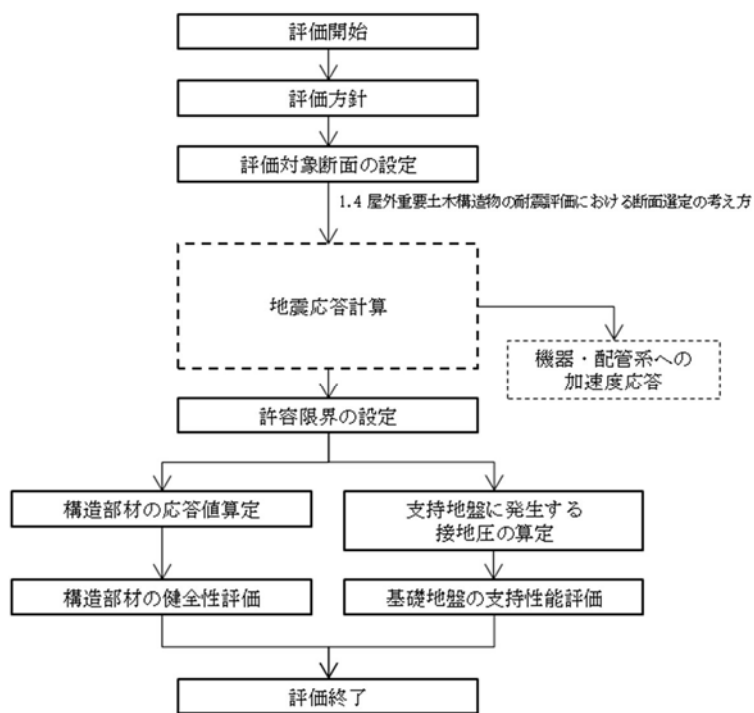 評価開始
評価方針
評価対象断面の設定
1.4 屋外重要土木構造物の耐震評価における断面選定の考え方
地震応答計算
機器・配管系への
加速度応答
許容限界の設定
構造部材の応答値算定
支持地盤に発生する
接地圧の算定
構造部材の健全性評価
基礎地盤の支持性能評価
評価終了